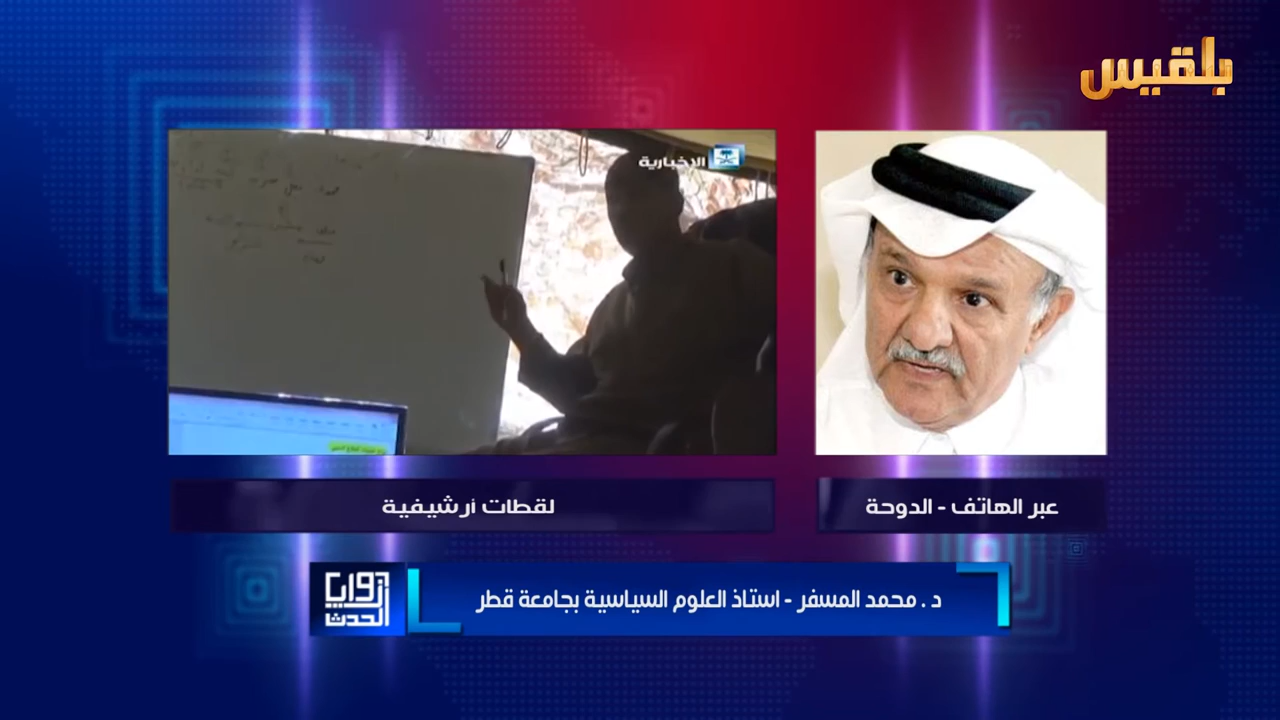 بلقيس
الإخبارية
لقطات أرشيفية
عبر الهاتف - الدوحة
زوايا
الحدث
د . محمد المسفر - استاذ العلوم السياسية بجامعة قطر